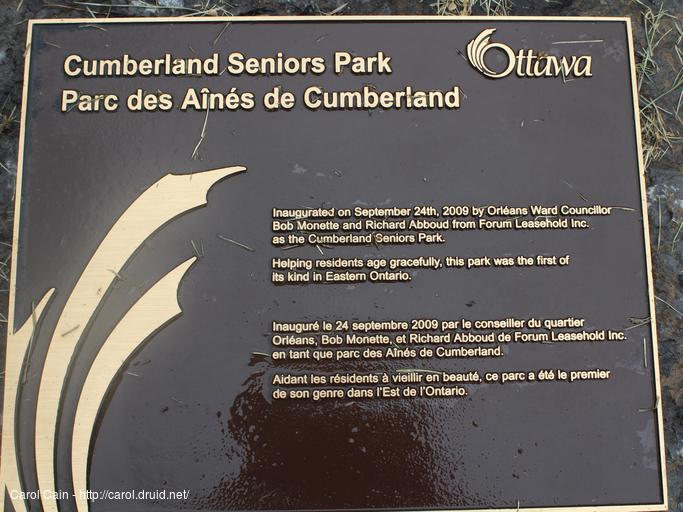 Cumberland Seniors Park
Ottawa
Parc des Aînés de Cumberland
Inaugurated on September 24th, 2009 by Orléans Ward Councillor
Bob Monette and Richard Abboud from Forum Leasehold Inc.
as the Cumberland Seniors Park.
Helping residents age gracefully, this park was the first of
its kind in Eastern Ontario.
Inauguré le 24 septembre 2009 par le conseiller du quartier
Orléans, Bob Monette, et Richard Abboud de Forum Leasehold Inc.
en tant que parc des Aînés de Cumberland.
Aidant les résidents à vieillir en beauté, ce parc a été le premier
de son genre dans l'Est de l'Ontario.
Carol Cain - http://carol.druid.net/